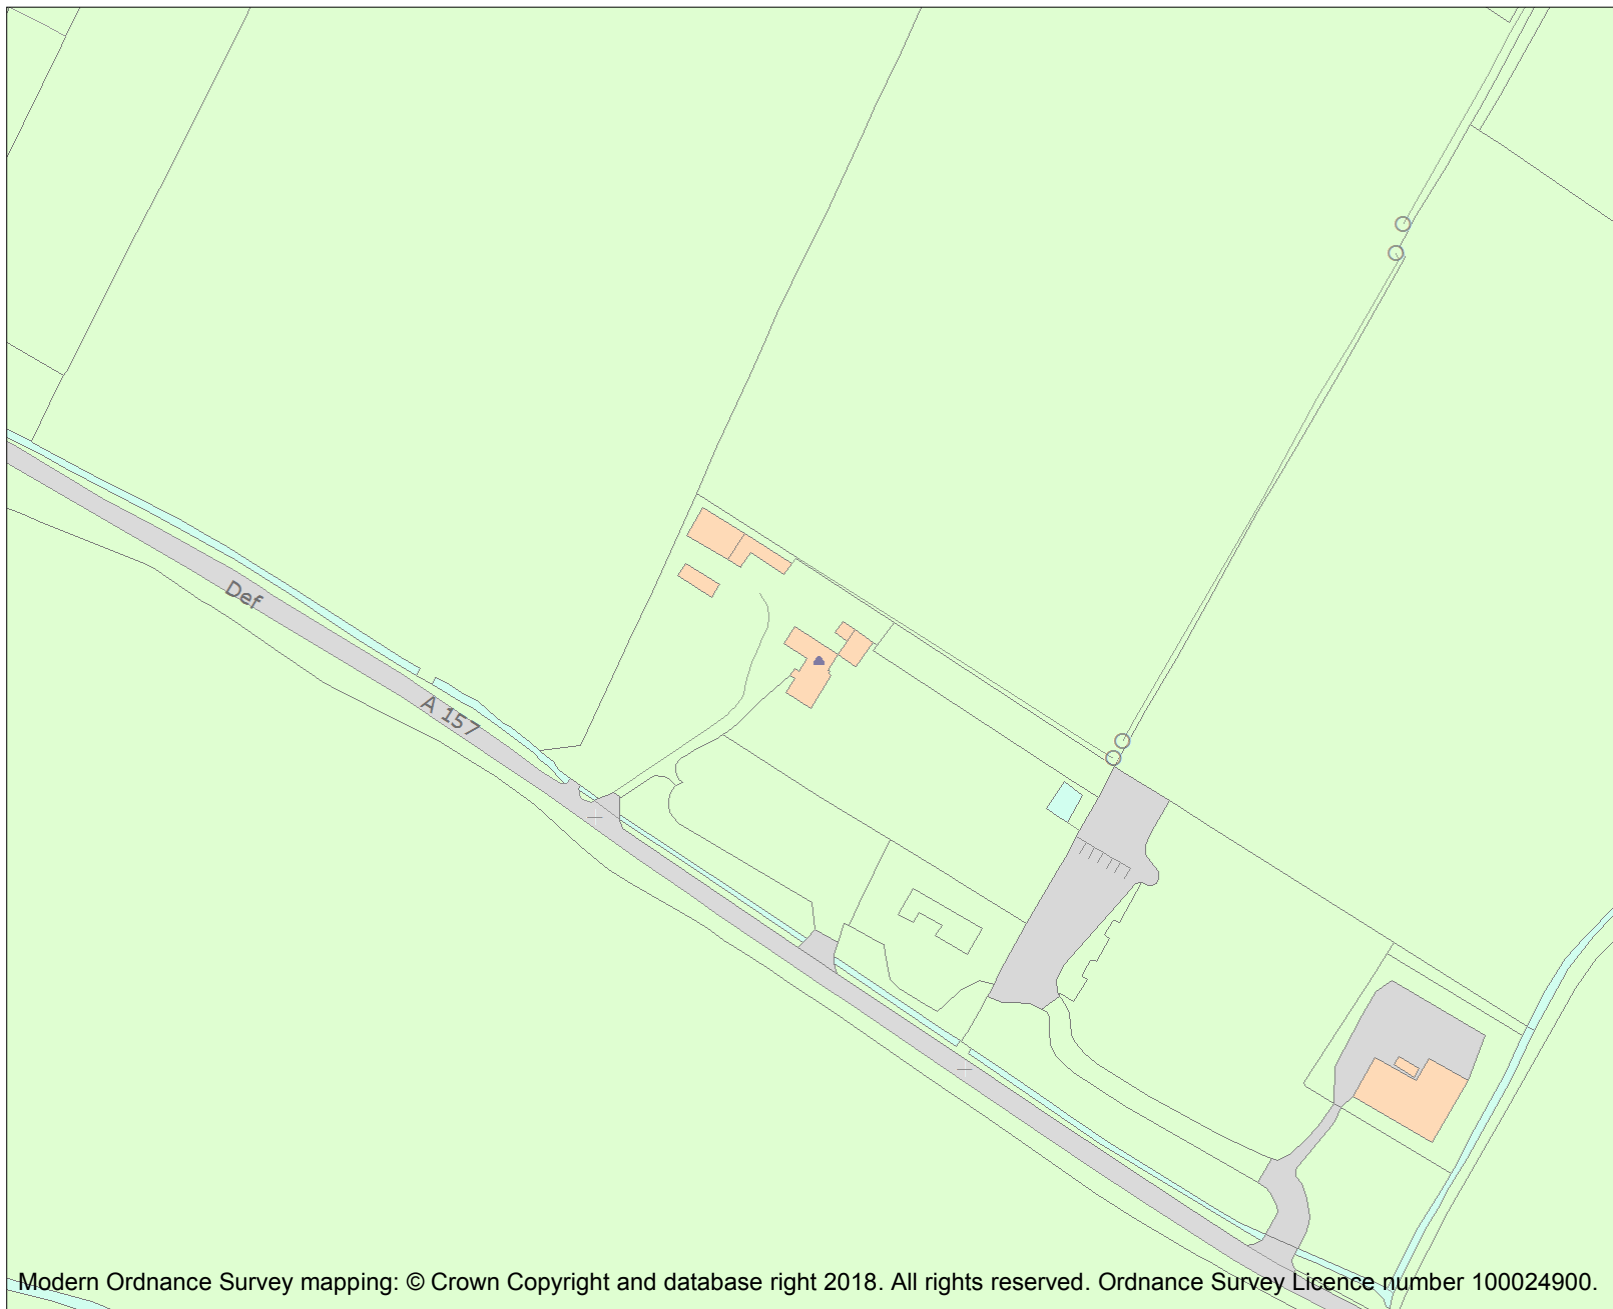 Def
A 157
Modern Ordnance Survey mapping: © Crown Copyright and database right 2018. All rights reserved. Ordnance Survey Licence number 100024900.